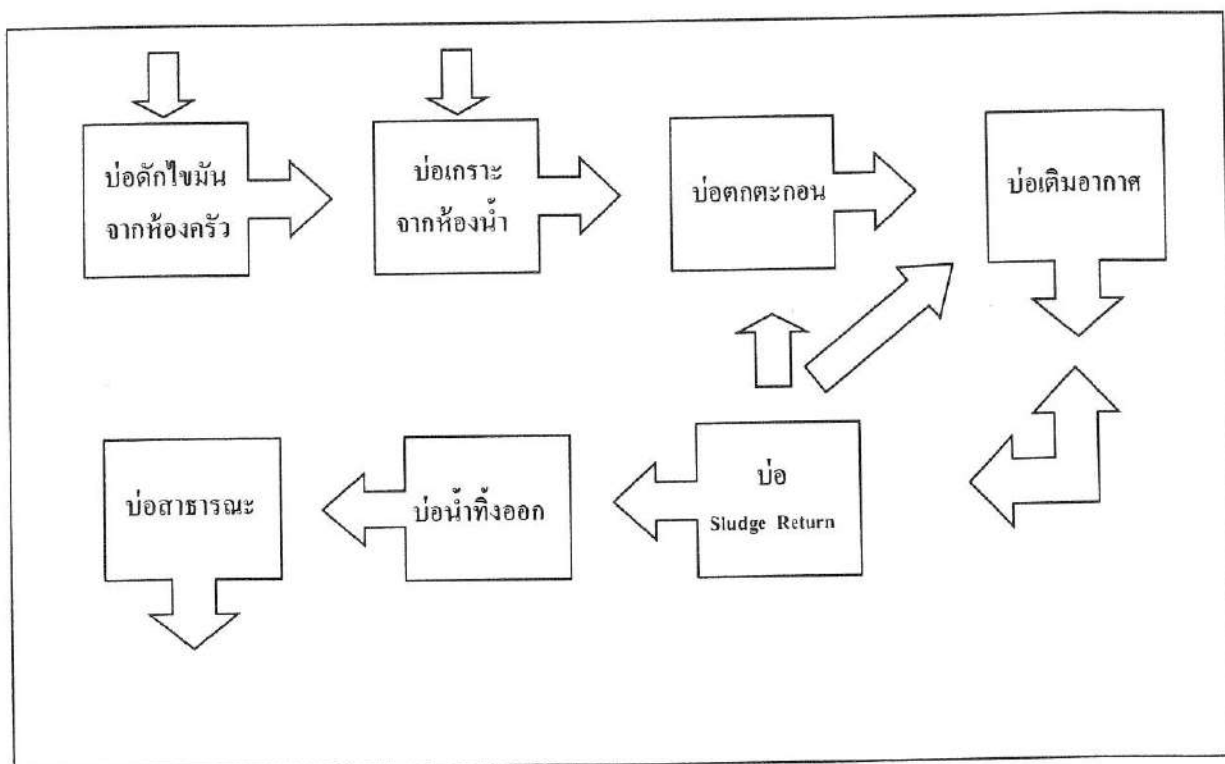 บ่อดักไขมัน
จากห้องครัว
บ่อเกราะ
จากห้องน้ำ
บ่อตกตะกอน
บ่อเติมอากาศ
บ่อสาธารณะ
บ่อน้ำทิ้งออก
บ่อ
Sludge Return